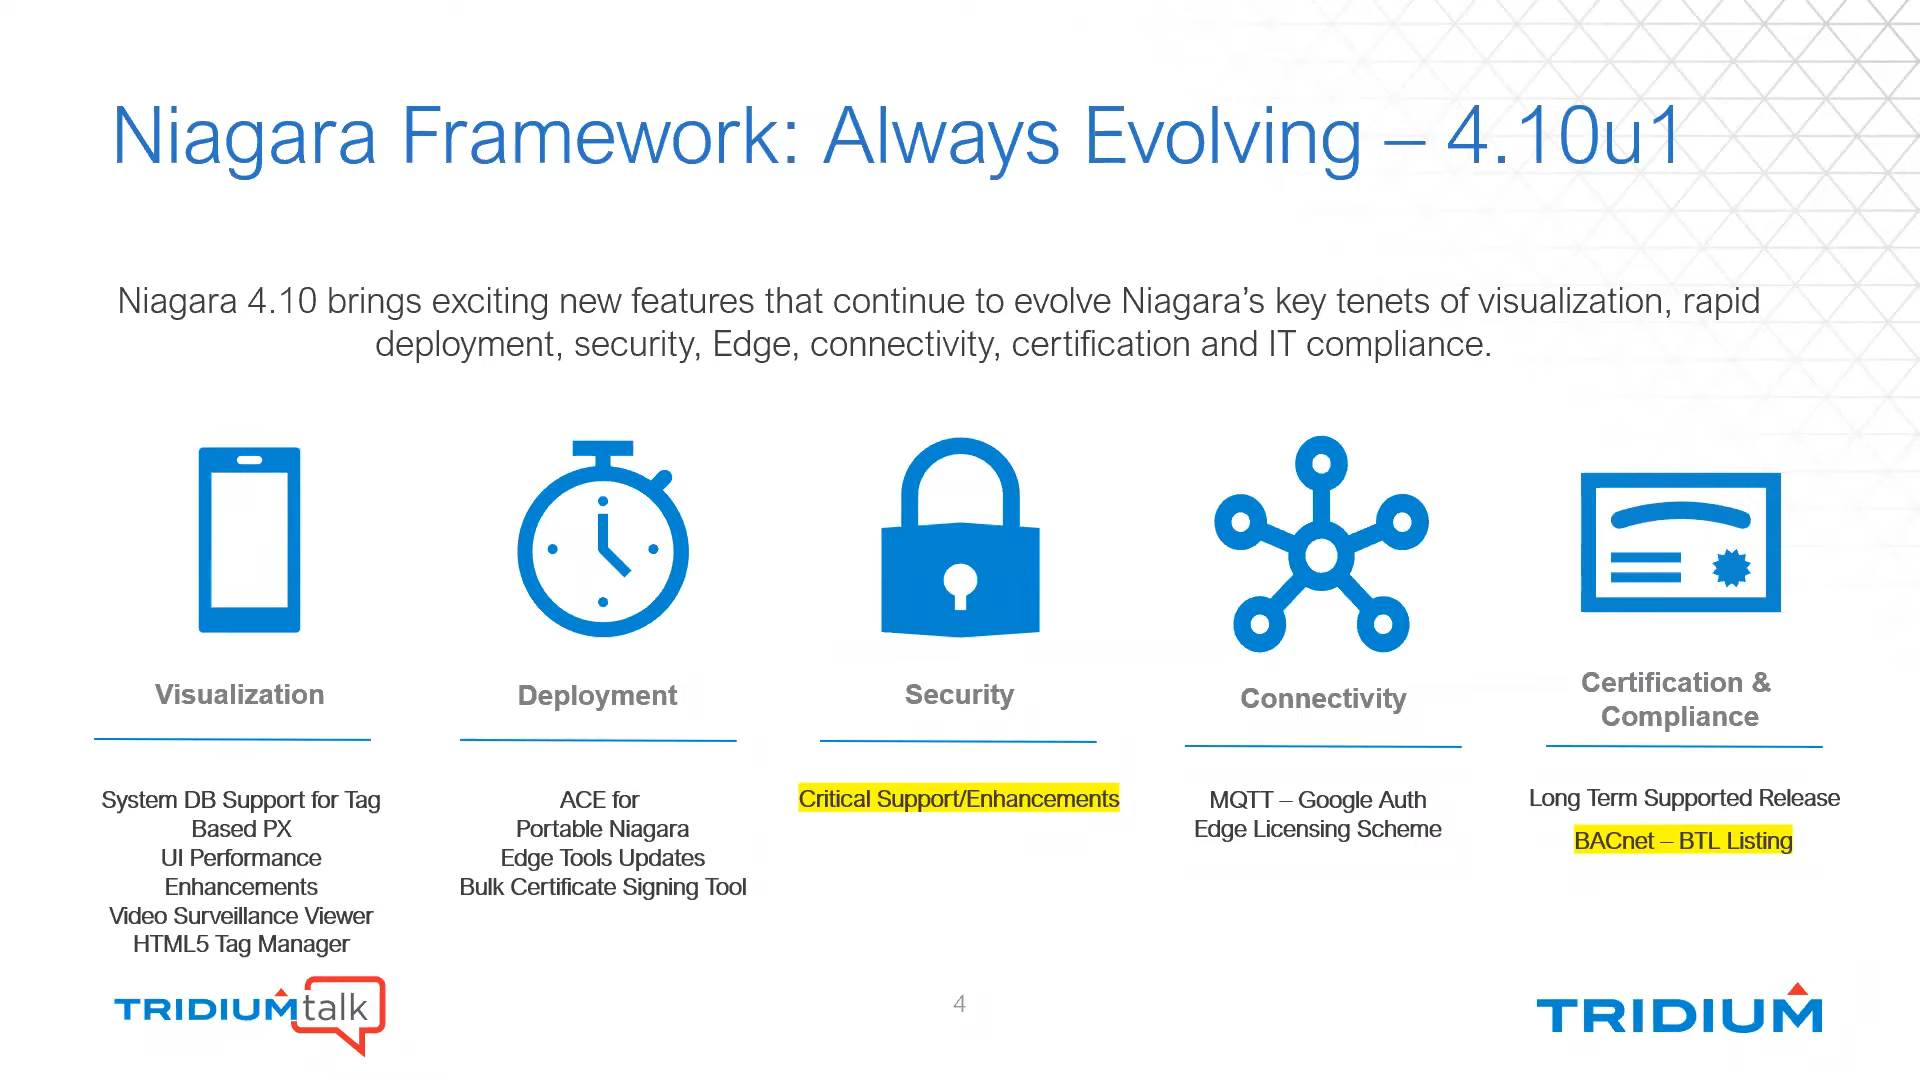 Niagara Framework: Always Evolving – 4.10u1
Niagara 4.10 brings exciting new features that continue to evolve Niagara’s key tenets of visualization, rapid
deployment, security, Edge, connectivity, certification and IT compliance.
Visualization
System DB Support for Tag
Based PX
UI Performance
Enhancements
Video Surveillance Viewer
HTML5 Tag Manager
Deployment
ACE for
Portable Niagara
Edge Tools Updates
Bulk Certificate Signing Tool
Security
Critical Support/Enhancements
Connectivity
MQTT – Google Auth
Edge Licensing Scheme
Certification &
Compliance
Long Term Supported Release
BACnet – BTL Listing
TRIDIUMtalk
4
TRIDIUM